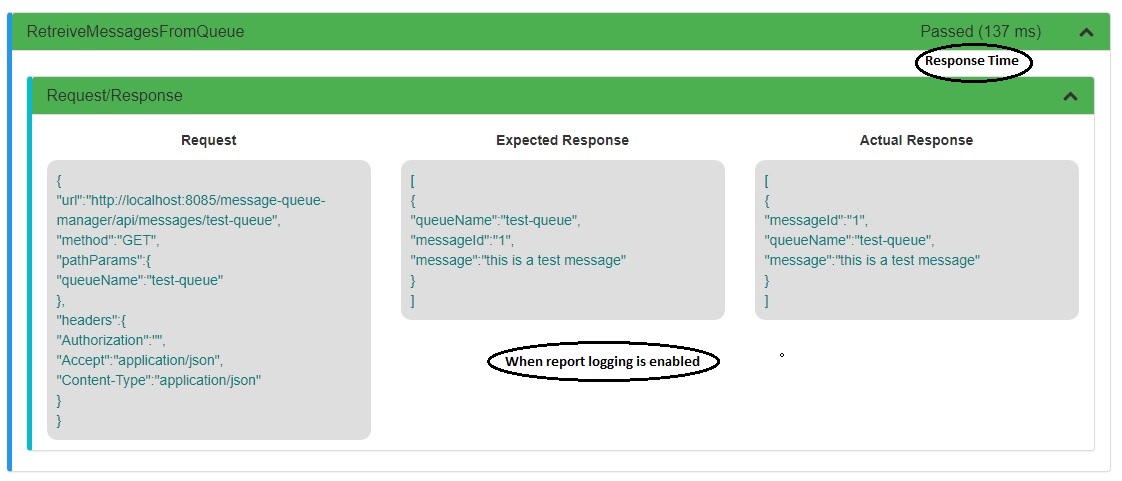 RetreiveMessagesFromQueue
Passed (137 ms)
Response Time
Request/Response
Request
{
"url":"http://localhost:8085/message-queue-
manager/api/messages/test-queue",
"method":"GET",
"pathParams":{
"queueName":"test-queue"
},
"headers":{
"Authorization":"",
"Accept":"application/json",
"Content-Type":"application/json"
}
}
Expected Response
[
{
"queueName":"test-queue",
"messageId":"1",
"message":"this is a test message"
}
]
Actual Response
[
{
"messageId":"1",
"queueName":"test-queue",
"message":"this is a test message"
}
]
When report logging is enabled